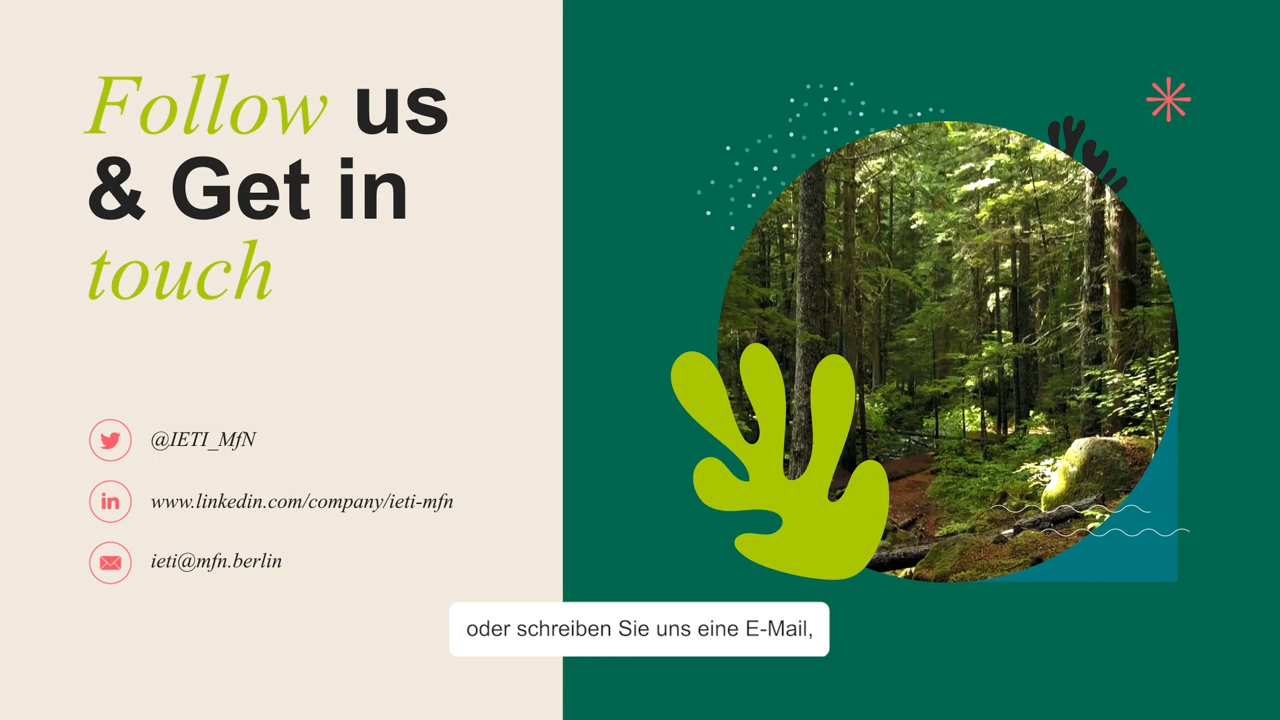 Follow us
& Get in
touch
@IETI_MfN
www.linkedin.com/company/ieti-mfn
ieti@mfn.berlin
oder schreiben Sie uns eine E-Mail,